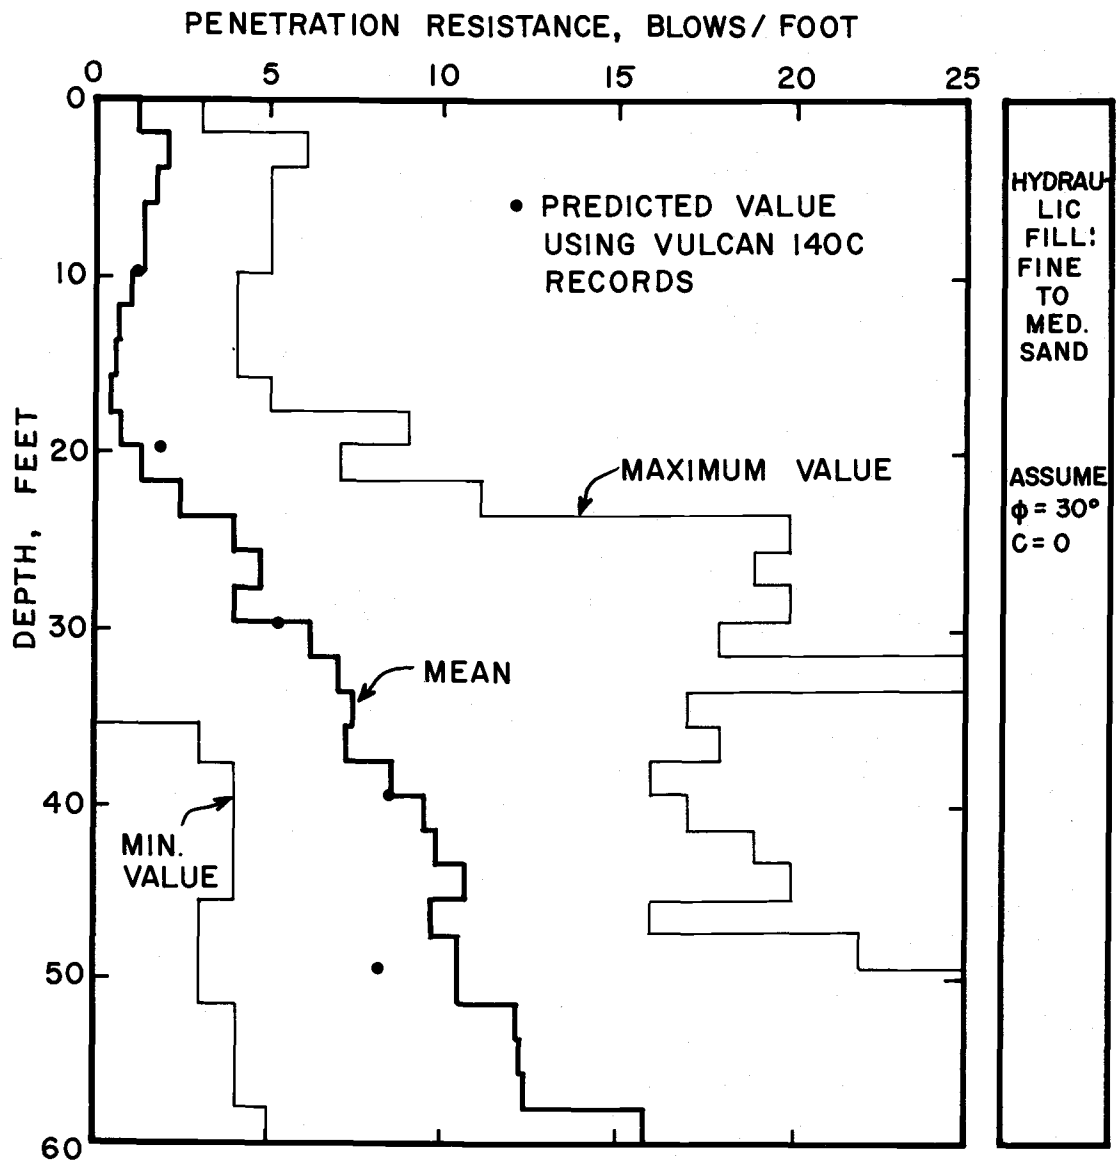 PENETRATION RESISTANCE, BLOWS/FOOT
0 5 10 15 20 25
0
10
20
30
40
50
60
DEPTH, FEET
• PREDICTED VALUE
USING VULCAN 140C
RECORDS
MAXIMUM VALUE
MEAN
MIN.
VALUE
HYDRAU-
LIC
FILL:
FINE
TO
MED.
SAND
ASSUME
ϕ = 30°
C = 0